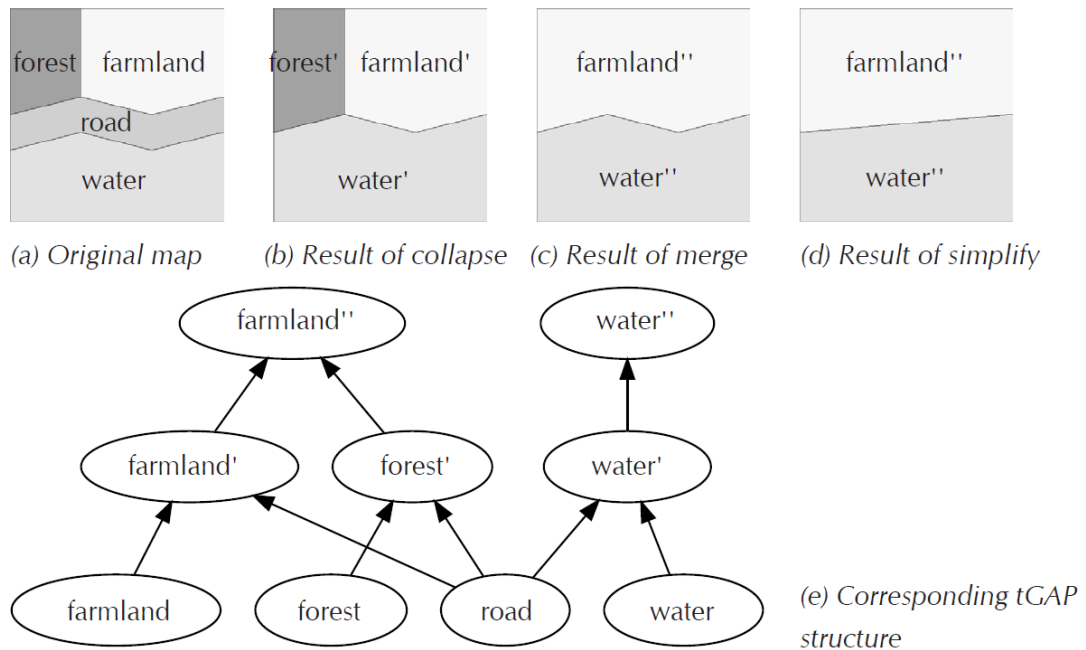 forest farmland
road
water
forest' farmland'
water'
farmland''
water''
farmland''
water''
(a) Original map
(b) Result of collapse
(c) Result of merge
(d) Result of simplify
farmland'' water''
farmland' forest' water'
farmland forest road water
(e) Corresponding tGAP
structure